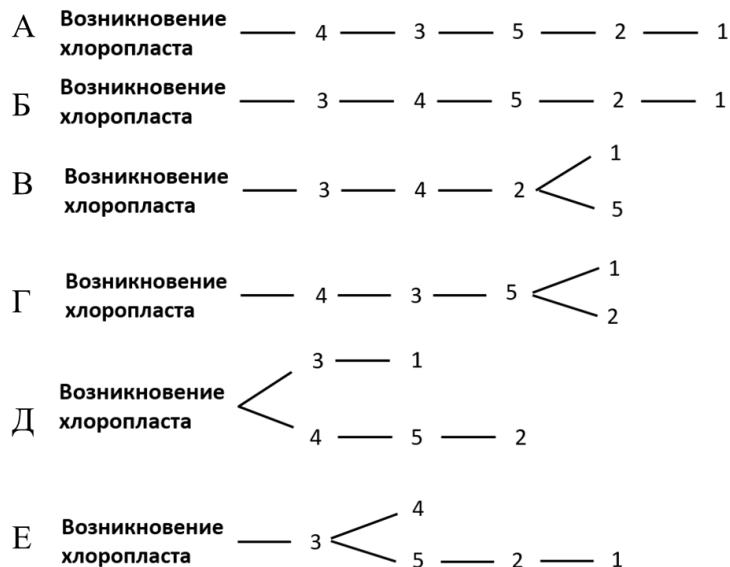 А Возникновение хлоропласта 4 3 5 2 1
Б Возникновение хлоропласта 3 4 5 2 1
В Возникновение хлоропласта 3 4 2 1 5
Г Возникновение хлоропласта 4 3 5 1 2
Д Возникновение хлоропласта 3 1 4 5 2
Е Возникновение хлоропласта 3 4 5 2 1